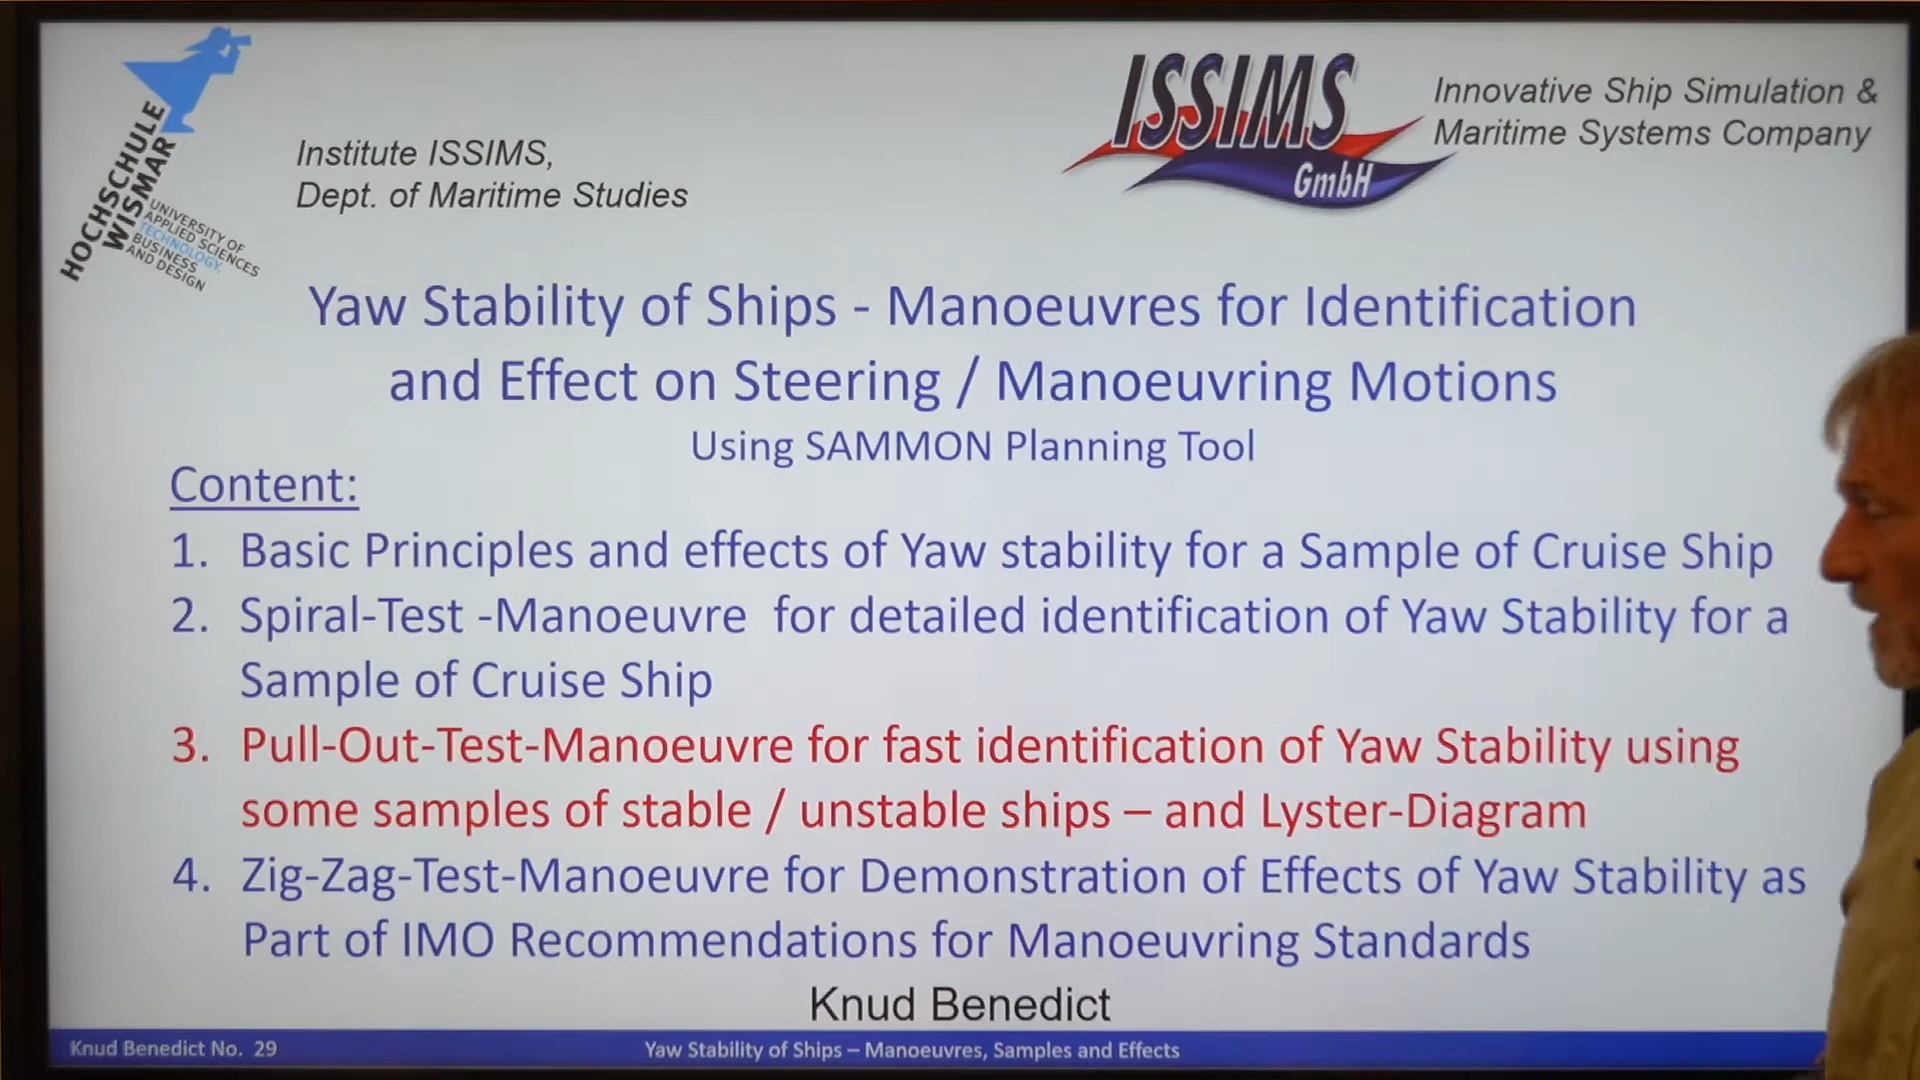 HOCHSCHULE
WISMAR
UNIVERSITY OF
APPLIED SCIENCES
TECHNOLOGY,
BUSINESS
AND DESIGN
Institute ISSIMS,
Dept. of Maritime Studies
ISSIMS
GmbH
Innovative Ship Simulation &
Maritime Systems Company
Yaw Stability of Ships - Manoeuvres for Identification
and Effect on Steering / Manoeuvring Motions
Using SAMMON Planning Tool
Content:
1. Basic Principles and effects of Yaw stability for a Sample of Cruise Ship
2. Spiral-Test -Manoeuvre for detailed identification of Yaw Stability for a
Sample of Cruise Ship
3. Pull-Out-Test-Manoeuvre for fast identification of Yaw Stability using
some samples of stable / unstable ships – and Lyster-Diagram
4. Zig-Zag-Test-Manoeuvre for Demonstration of Effects of Yaw Stability as
Part of IMO Recommendations for Manoeuvring Standards
Knud Benedict
Knud Benedict No. 29
Yaw Stability of Ships – Manoeuvres, Samples and Effects